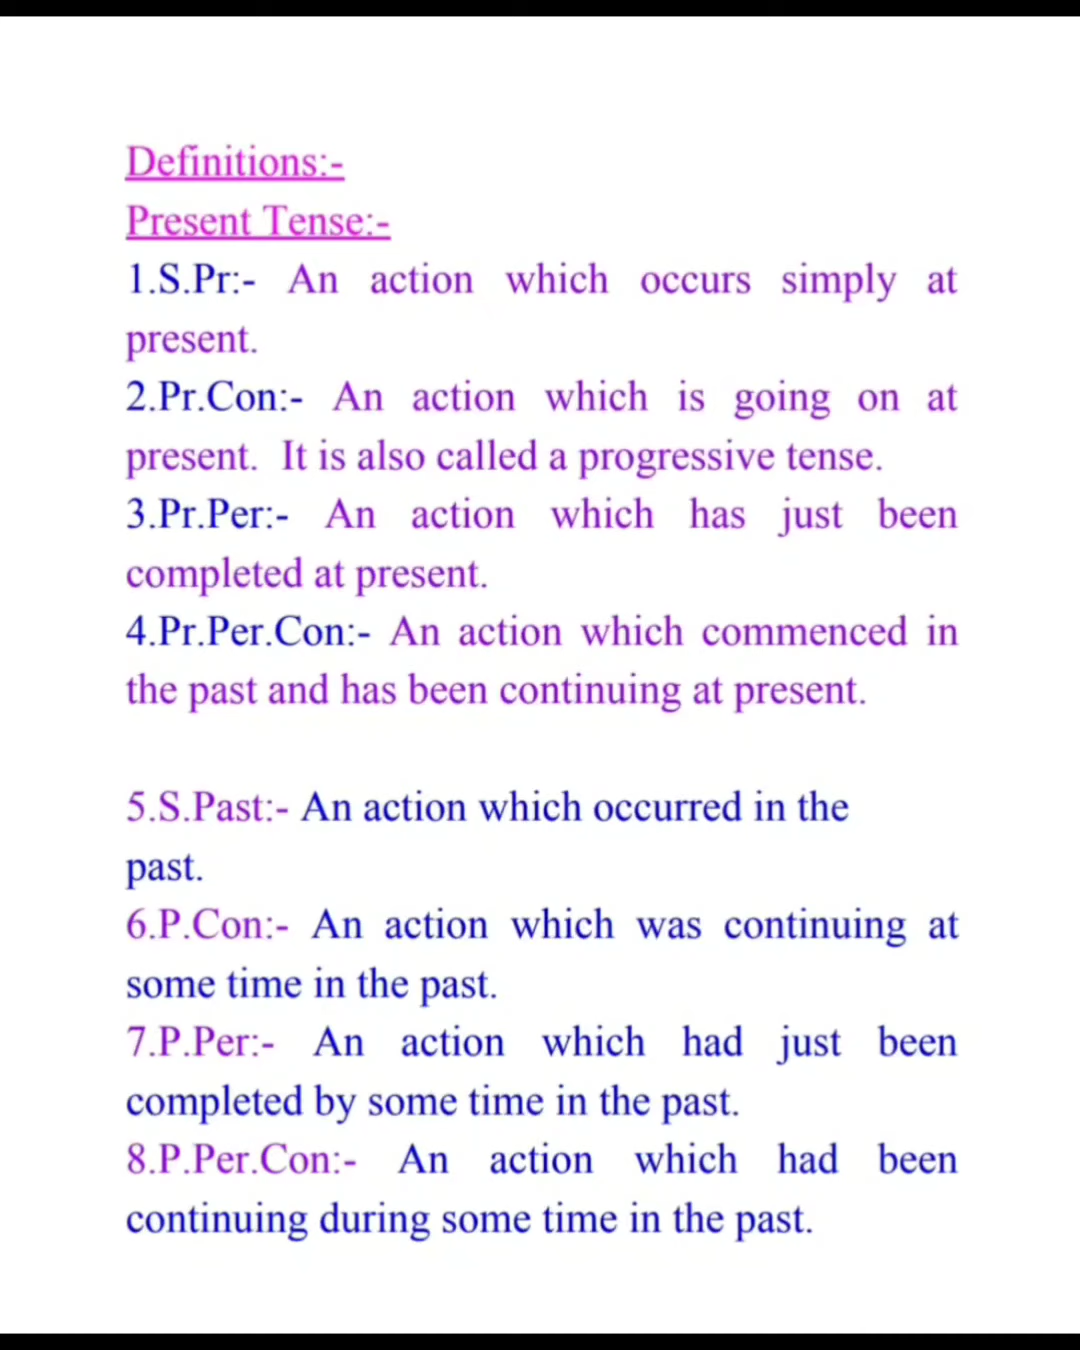 Definitions:-
Present Tense:-
1.S.Pr:- An action which occurs simply at
present.
2.Pr.Con:- An action which is going on at
present. It is also called a progressive tense.
3.Pr.Per:- An action which has just been
completed at present.
4.Pr.Per.Con:- An action which commenced in
the past and has been continuing at present.
5.S.Past:- An action which occurred in the
past.
6.P.Con:- An action which was continuing at
some time in the past.
7.P.Per:- An action which had just been
completed by some time in the past.
8.P.Per.Con:- An action which had been
continuing during some time in the past.